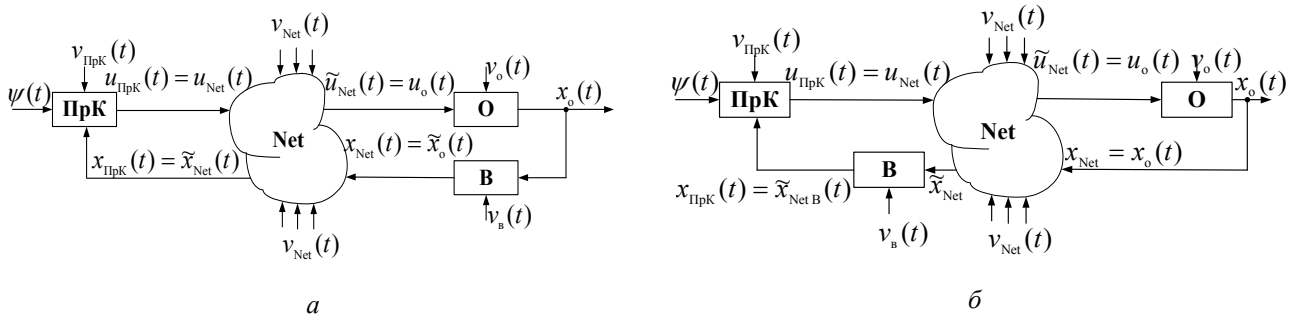 v_Net(t)
v_ПрК(t)
u_ПрК(t) = u_Net(t)
ũ_Net(t) = u_o(t)
v_o(t)
ψ(t)
ПрК
О
x_o(t)
Net
x_ПрК(t) = x̃_Net(t)
x_Net(t) = x̃_o(t)
В
v_в(t)
v_Net(t)
а
v_Net(t)
v_ПрК(t)
u_ПрК(t) = u_Net(t)
ũ_Net(t) = u_o(t)
v_o(t)
ψ(t)
ПрК
О
x_o(t)
Net
x_Net = x_o(t)
В
x̃_Net
x_ПрК(t) = x̃_Net В(t)
v_в(t)
v_Net(t)
б